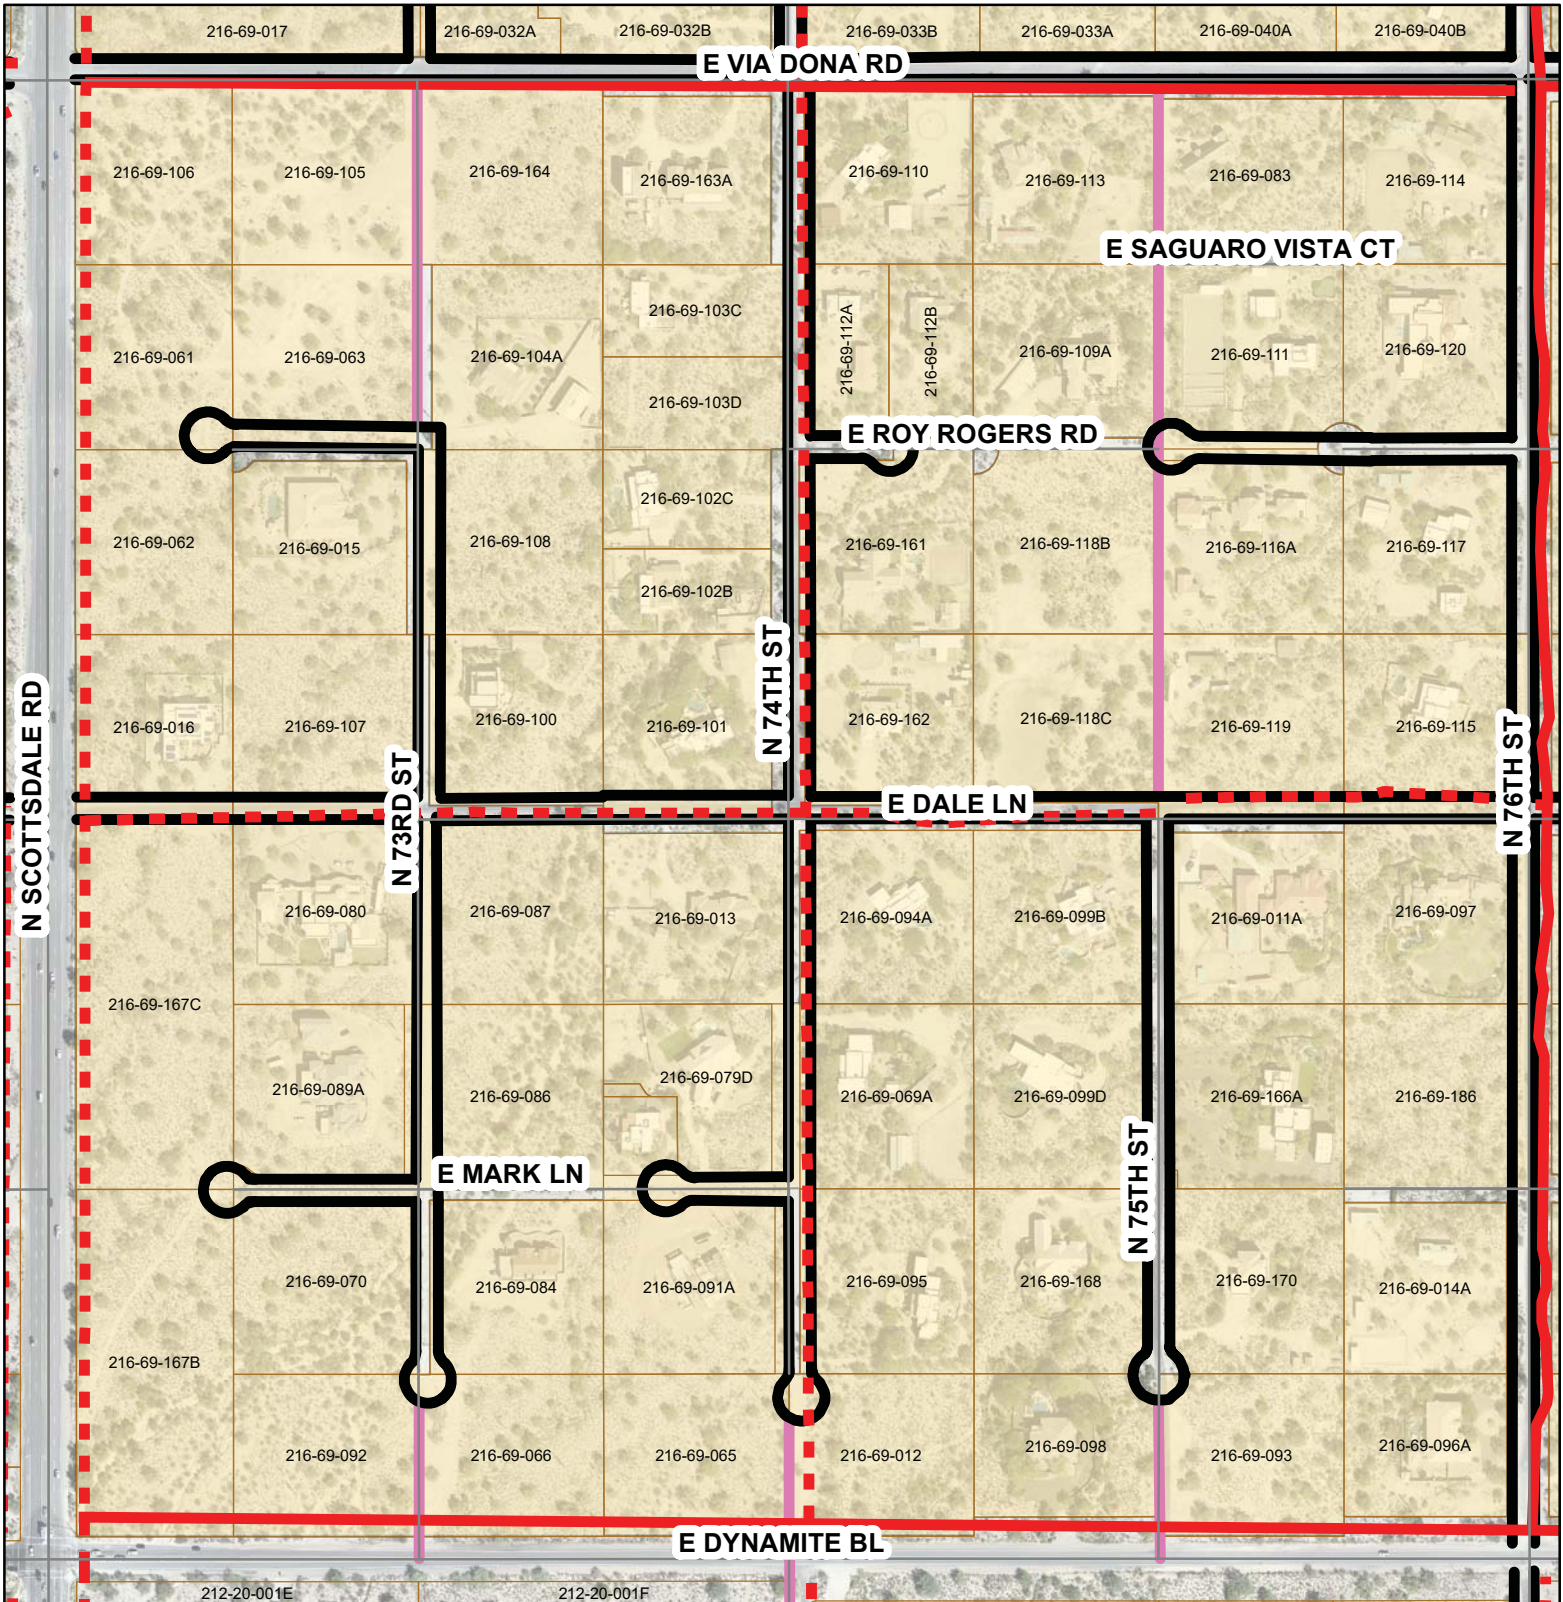 216-69-017
216-69-032A
216-69-032B
216-69-033B
216-69-033A
216-69-040A
216-69-040B
E VIA DONA RD
216-69-106
216-69-105
216-69-164
216-69-163A
216-69-110
216-69-113
216-69-083
216-69-114
E SAGUARO VISTA CT
216-69-061
216-69-063
216-69-104A
216-69-103C
216-69-103D
216-69-112A
216-69-112B
216-69-109A
216-69-111
216-69-120
E ROY ROGERS RD
216-69-062
216-69-015
216-69-108
216-69-102C
216-69-102B
216-69-161
216-69-118B
216-69-116A
216-69-117
N SCOTTSDALE RD
216-69-016
216-69-107
N 73RD ST
216-69-100
216-69-101
N 74TH ST
216-69-162
216-69-118C
216-69-119
216-69-115
N 76TH ST
E DALE LN
216-69-167C
216-69-080
216-69-087
216-69-013
216-69-094A
216-69-099B
216-69-011A
216-69-097
216-69-089A
216-69-086
216-69-079D
216-69-069A
216-69-099D
216-69-166A
216-69-186
E MARK LN
N 75TH ST
216-69-167B
216-69-070
216-69-084
216-69-091A
216-69-095
216-69-168
216-69-170
216-69-014A
216-69-092
216-69-066
216-69-065
216-69-012
216-69-098
216-69-093
216-69-096A
E DYNAMITE BL
212-20-001E
212-20-001F